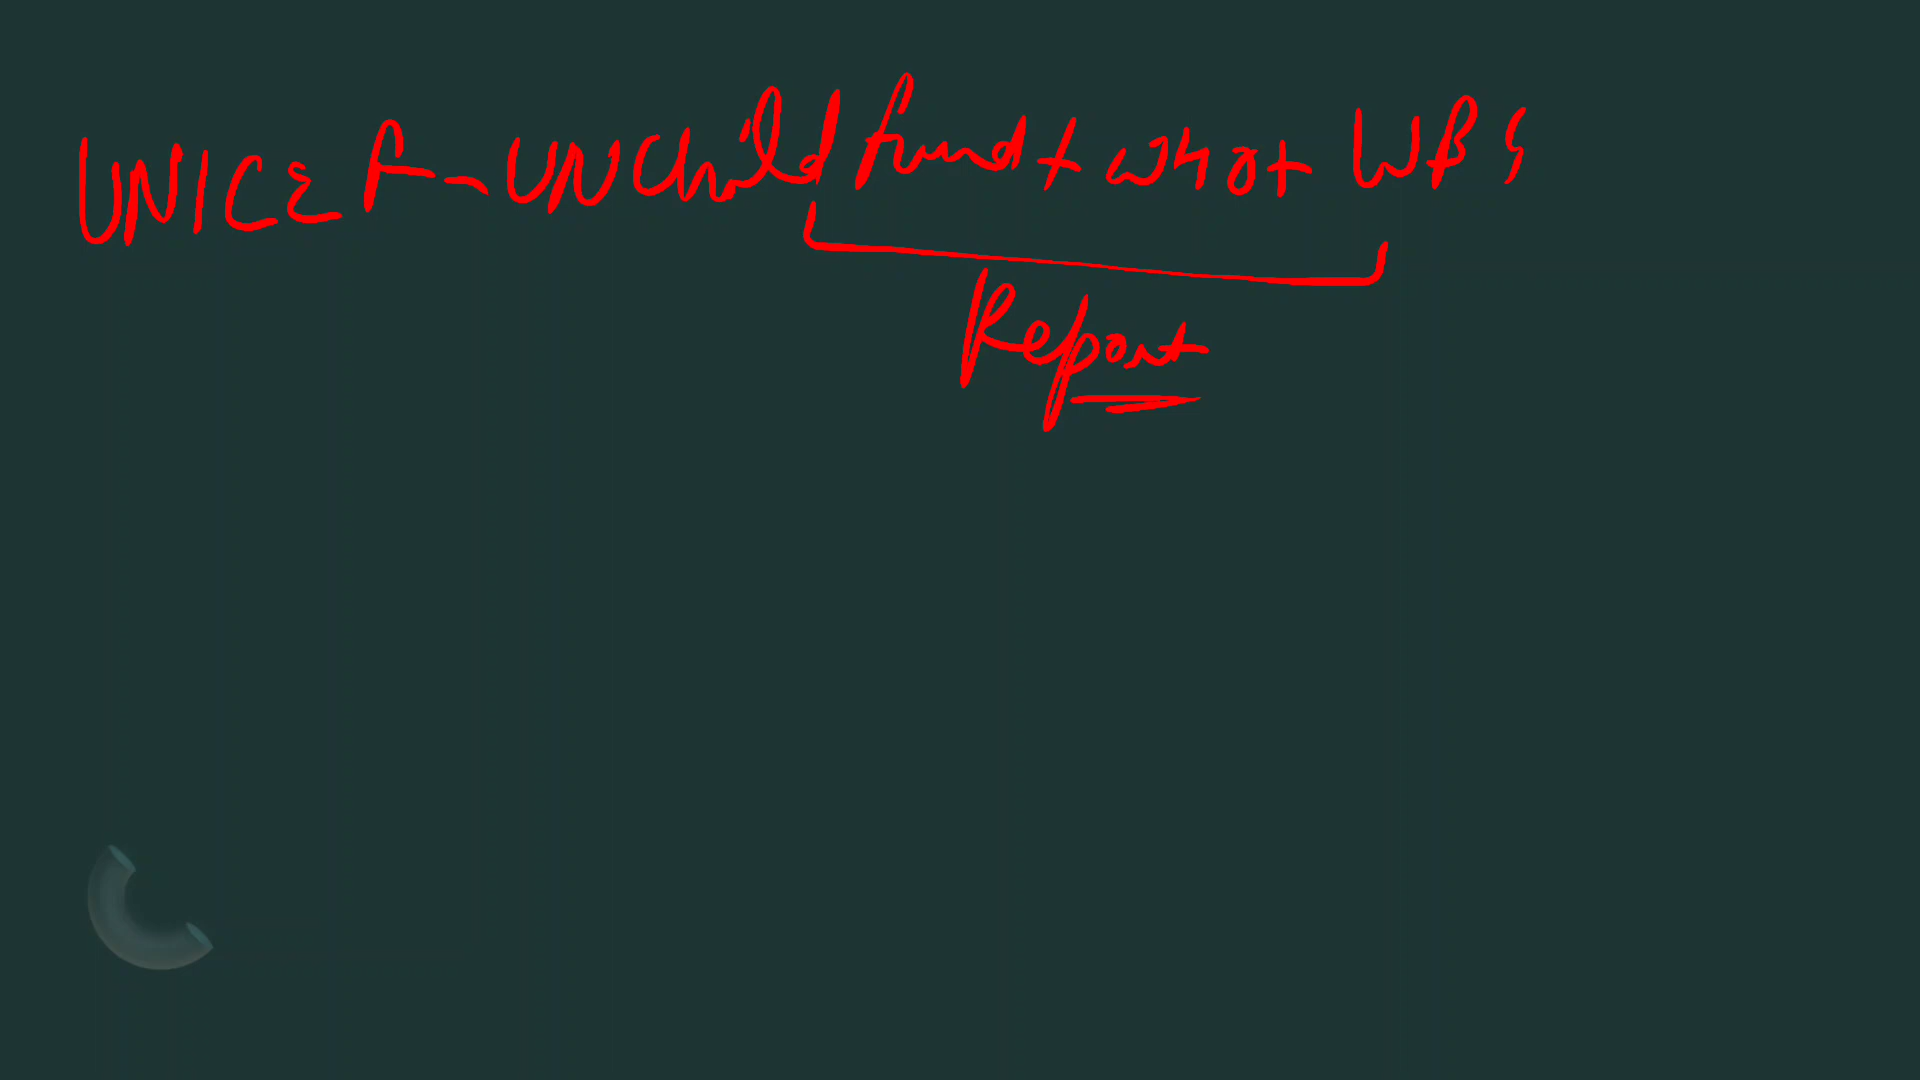 UNICEF - UN Child fund + WHO + WB
Report